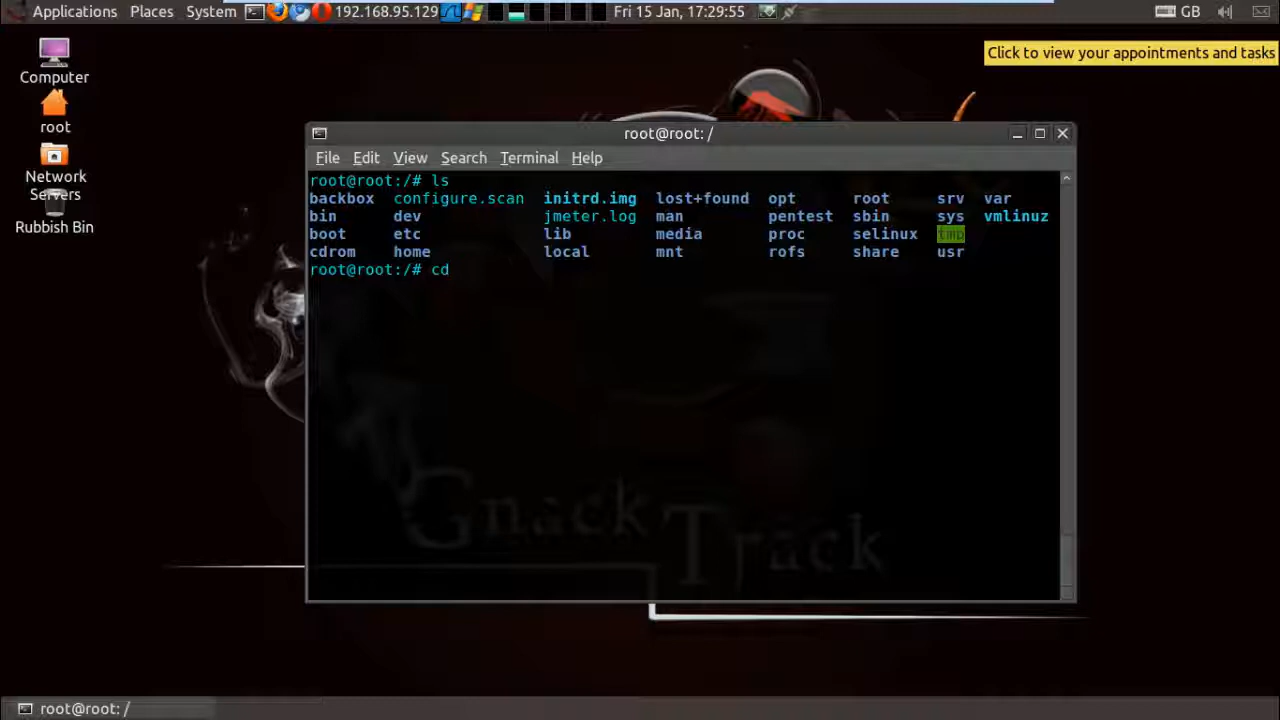 Applications Places System 192.168.95.129 Fri 15 Jan, 17:29:55 GB
Click to view your appointments and tasks
Computer
root
Network
Servers
Rubbish Bin
root@root: /
File Edit View Search Terminal Help
root@root:/# ls
backbox configure.scan initrd.img lost+found opt root srv var
bin dev jmeter.log man pentest sbin sys vmlinuz
boot etc lib media proc selinux tmp
cdrom home local mnt rofs share usr
root@root:/# cd
Gnack
Track
root@root: /